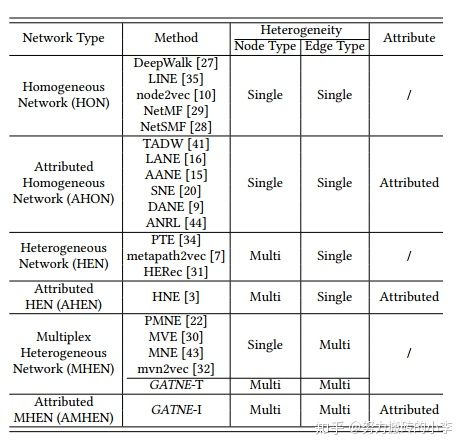 Network Type Method Heterogeneity Attribute
Node Type Edge Type
Homogeneous Network (HON) DeepWalk [27] Single Single /
LINE [35]
node2vec [10]
NetMF [29]
NetSMF [28]
Attributed Homogeneous Network (AHON) TADW [41] Single Single Attributed
LANE [16]
AANE [15]
SNE [20]
DANE [9]
ANRL [44]
Heterogeneous Network (HEN) PTE [34] Multi Single /
metapath2vec [7]
HERec [31]
Attributed HEN (AHEN) HNE [3] Multi Single Attributed
Multiplex Heterogeneous Network (MHEN) PMNE [22] Single Multi /
MVE [30]
MNE [43]
mvn2vec [32]
GATNE-T Multi Multi
Attributed MHEN (AMHEN) GATNE-I Multi Multi Attributed
知乎 @努力搬砖的小李